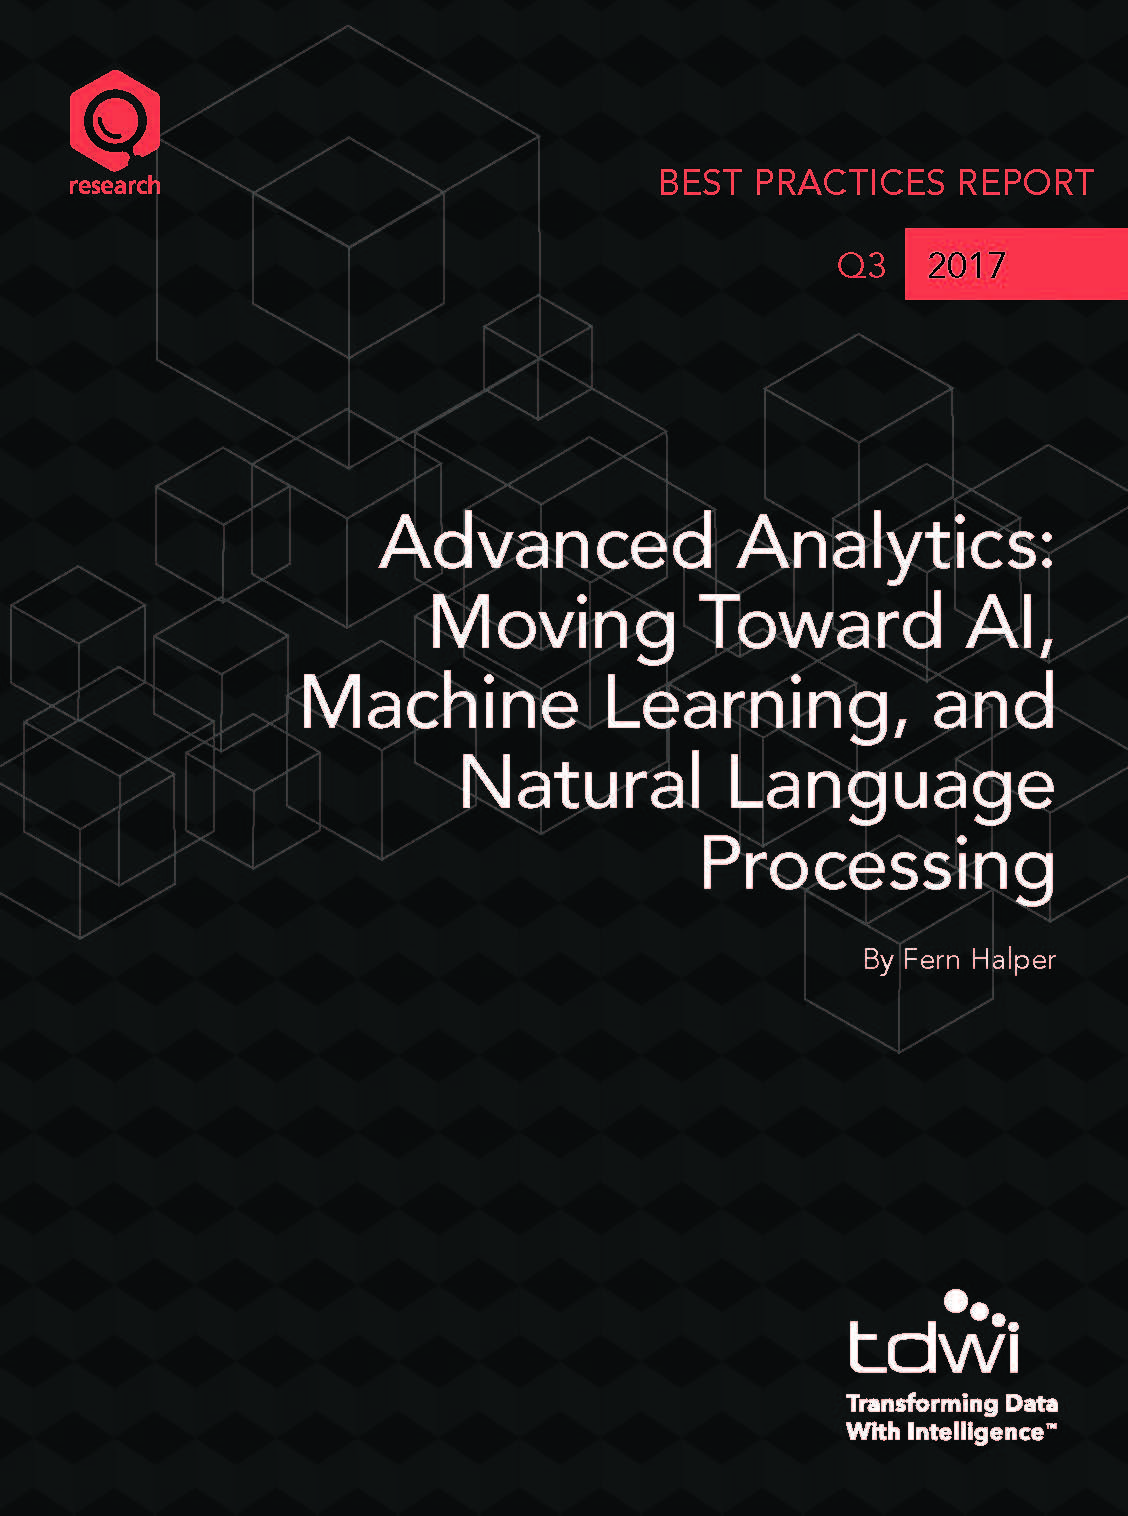 research
BEST PRACTICES REPORT
Q3 2017
Advanced Analytics:
Moving Toward AI,
Machine Learning, and
Natural Language
Processing
By Fern Halper
tdwi
Transforming Data
With Intelligence™